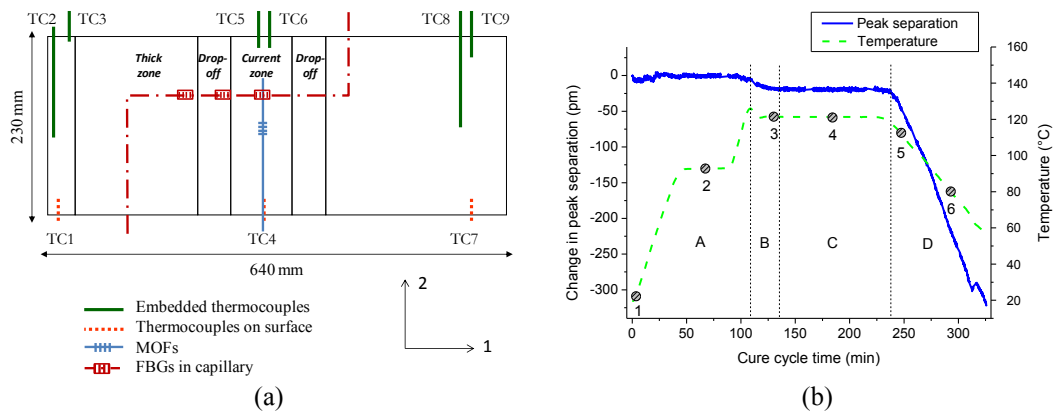 (a)
TC2
TC3
TC5
TC6
TC8
TC9
Thick zone
Drop-off
Current zone
Drop-off
230 mm
TC1
TC4
TC7
640 mm
Embedded thermocouples
Thermocouples on surface
MOFs
FBGs in capillary
2
1
(a)
(b)
Peak separation
Temperature
Change in peak separation (pm)
0
-50
-100
-150
-200
-250
-300
160
140
120
100
80
60
40
20
Temperature (°C)
1
2
3
4
5
6
A
B
C
D
0
50
100
150
200
250
300
Cure cycle time (min)
(b)